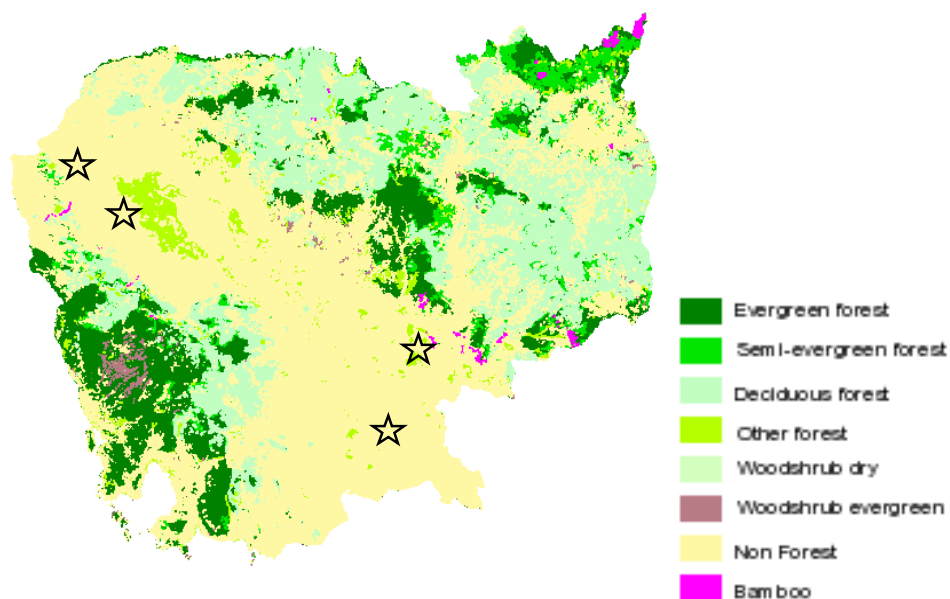 Evergreen forest
Semi-evergreen forest
Deciduous forest
Other forest
Woodshrub dry
Woodshrub evergreen
Non Forest
Bamboo